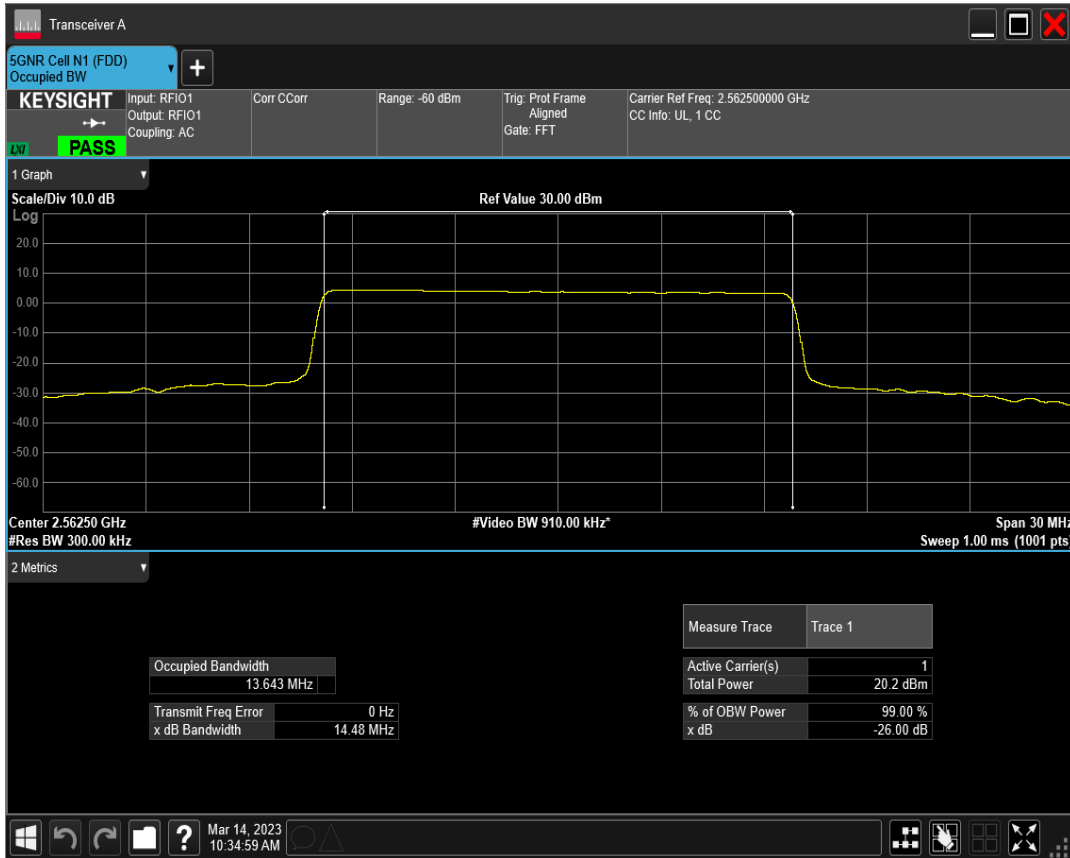 Transceiver A
5GNR Cell N1 (FDD)
Occupied BW
KEYSIGHT
LXI
PASS
Input: RFIO1
Output: RFIO1
Coupling: AC
Corr CCorr
Range: -60 dBm
Trig: Prot Frame
Aligned
Gate: FFT
Carrier Ref Freq: 2.562500000 GHz
CC Info: UL, 1 CC
1 Graph
Scale/Div 10.0 dB
Ref Value 30.00 dBm
Log
20.0
10.0
0.00
-10.0
-20.0
-30.0
-40.0
-50.0
-60.0
Center 2.56250 GHz
#Video BW 910.00 kHz*
Span 30 MHz
#Res BW 300.00 kHz
Sweep 1.00 ms (1001 pts)
2 Metrics
Measure Trace Trace 1
Occupied Bandwidth
13.643 MHz
Active Carrier(s) 1
Total Power 20.2 dBm
Transmit Freq Error 0 Hz
x dB Bandwidth 14.48 MHz
% of OBW Power 99.00 %
x dB -26.00 dB
Mar 14, 2023
10:34:59 AM